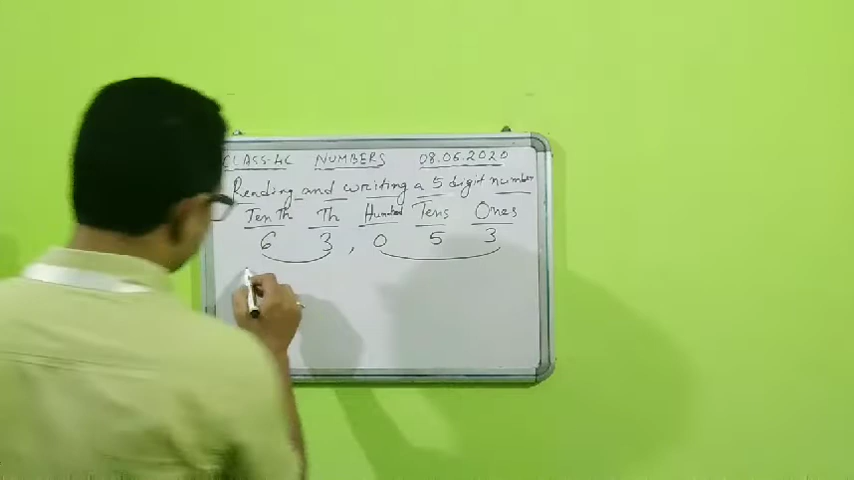 CLASS-4C NUMBERS 08.06.2020
Reading and writing a 5 digit number
Ten Th Th Hundred Tens Ones
6 3 , 0 5 3